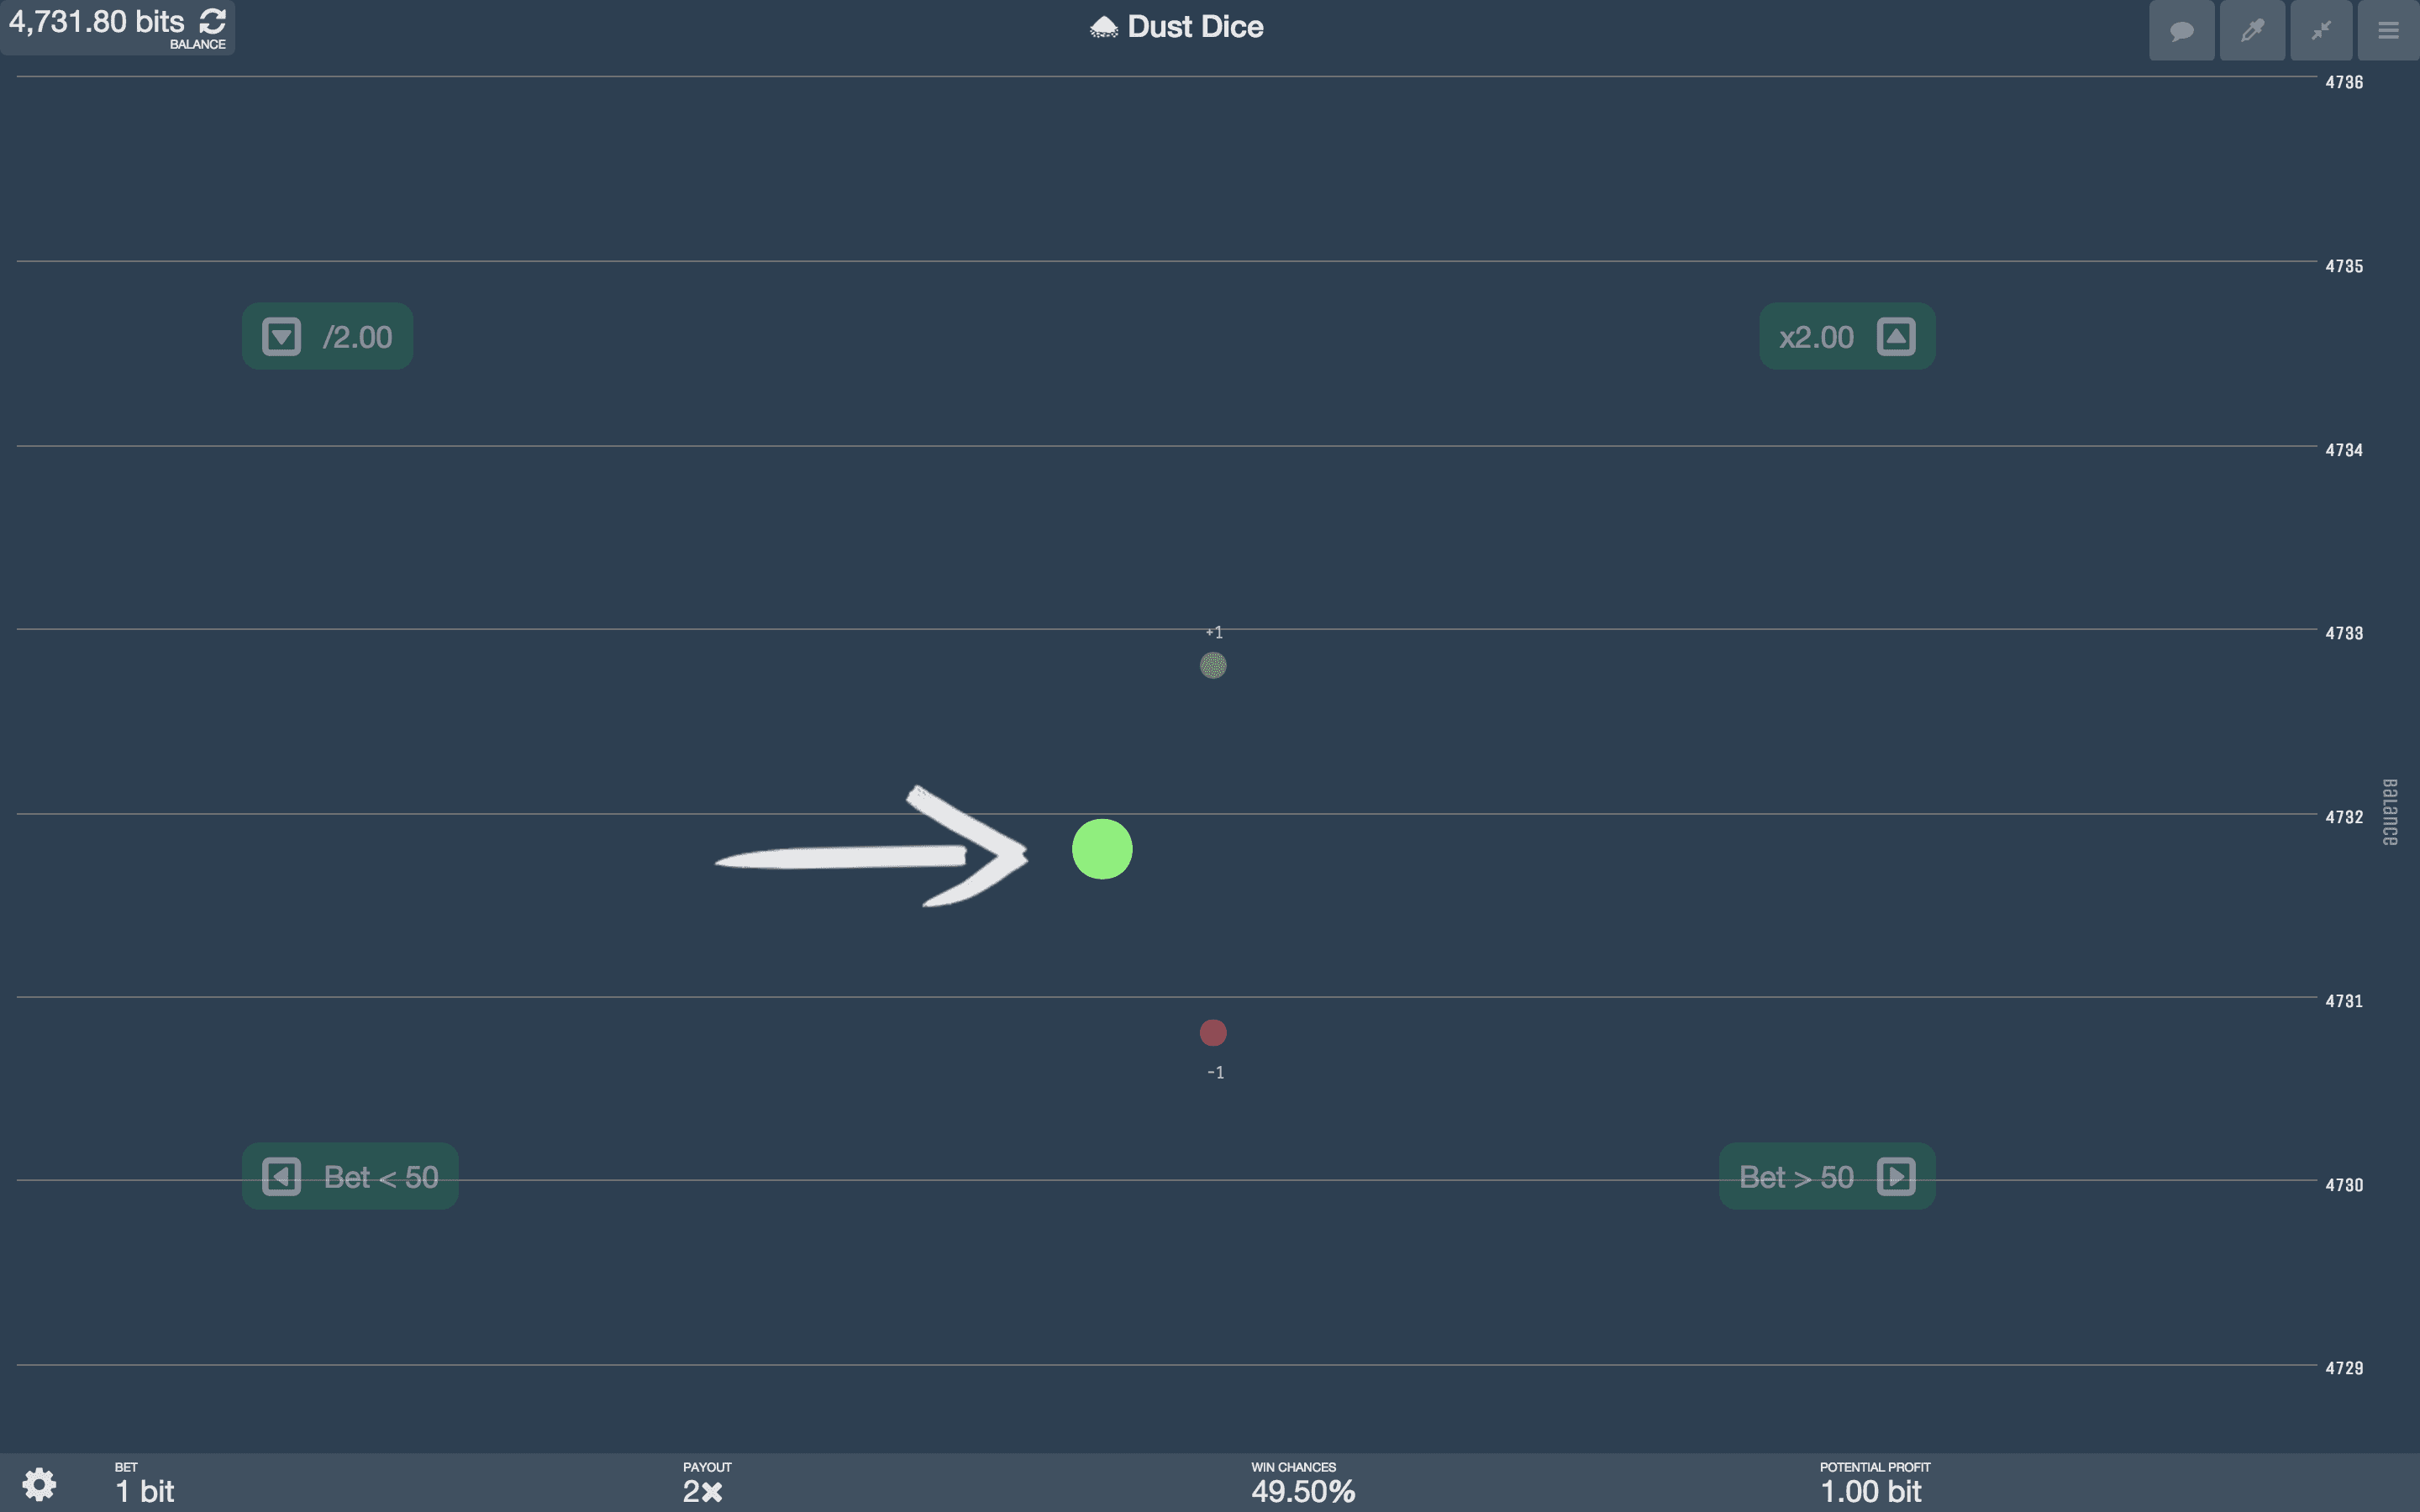 4,731.80 bits
BALANCE
Dust Dice
4736
4735
/2.00
x2.00
4734
+1
4733
4732
Balance
4731
-1
Bet < 50
Bet > 50
4730
4729
BET
1 bit
PAYOUT
2×
WIN CHANCES
49.50%
POTENTIAL PROFIT
1.00 bit